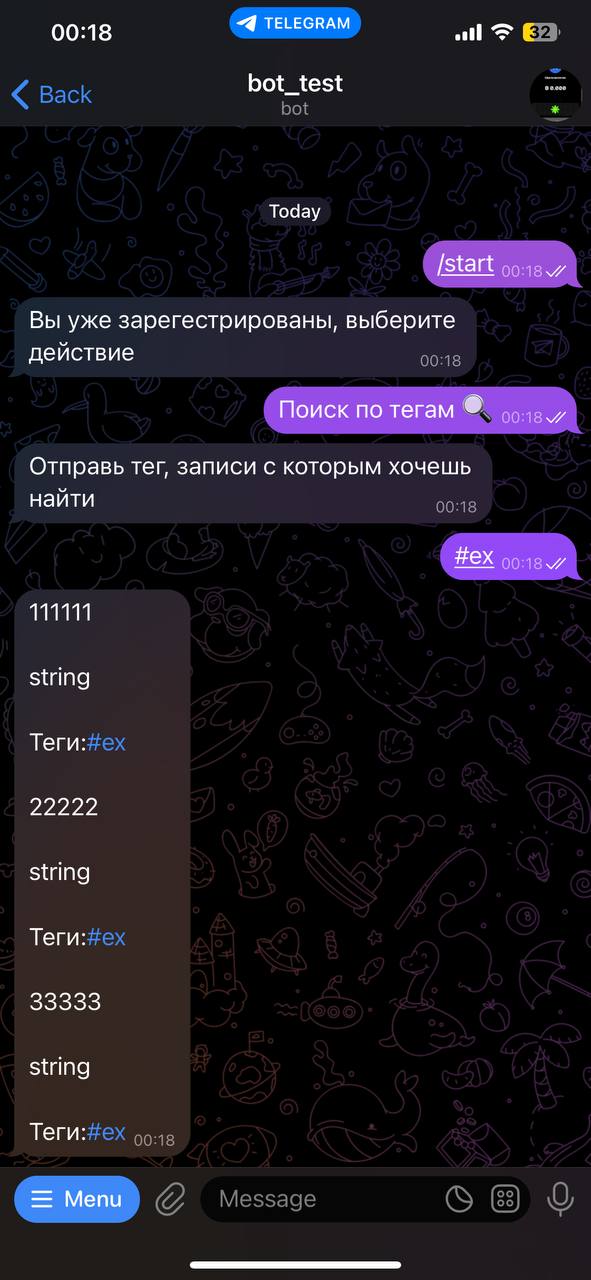 00:18
TELEGRAM
32
Back
bot_test
bot
Today
/start 00:18
Вы уже зарегестрированы, выберите
действие 00:18
Поиск по тегам 00:18
Отправь тег, записи с которым хочешь
найти 00:18
#ex 00:18
111111
string
Теги:#ex
22222
string
Теги:#ex
33333
string
Теги:#ex 00:18
Menu
Message